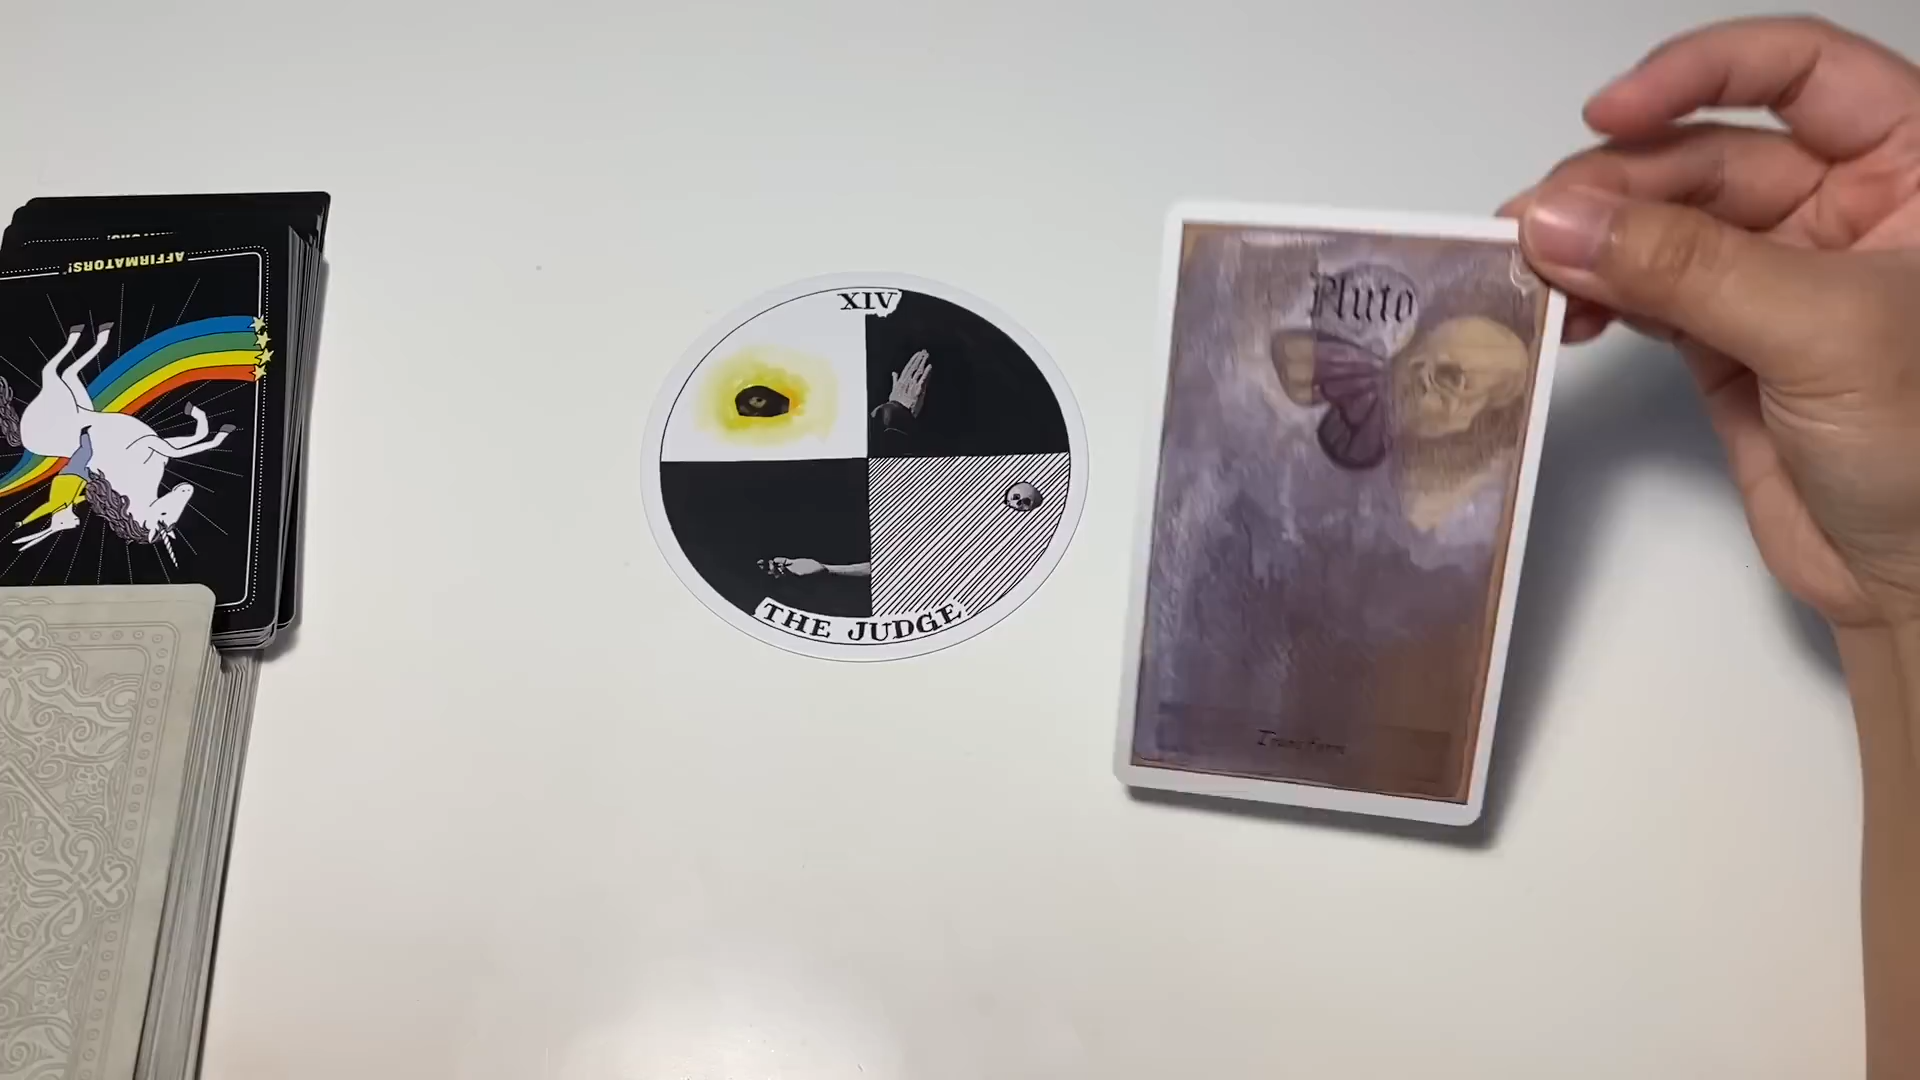 AFFIRMATORS!
XIV
THE JUDGE
Pluto
Transform